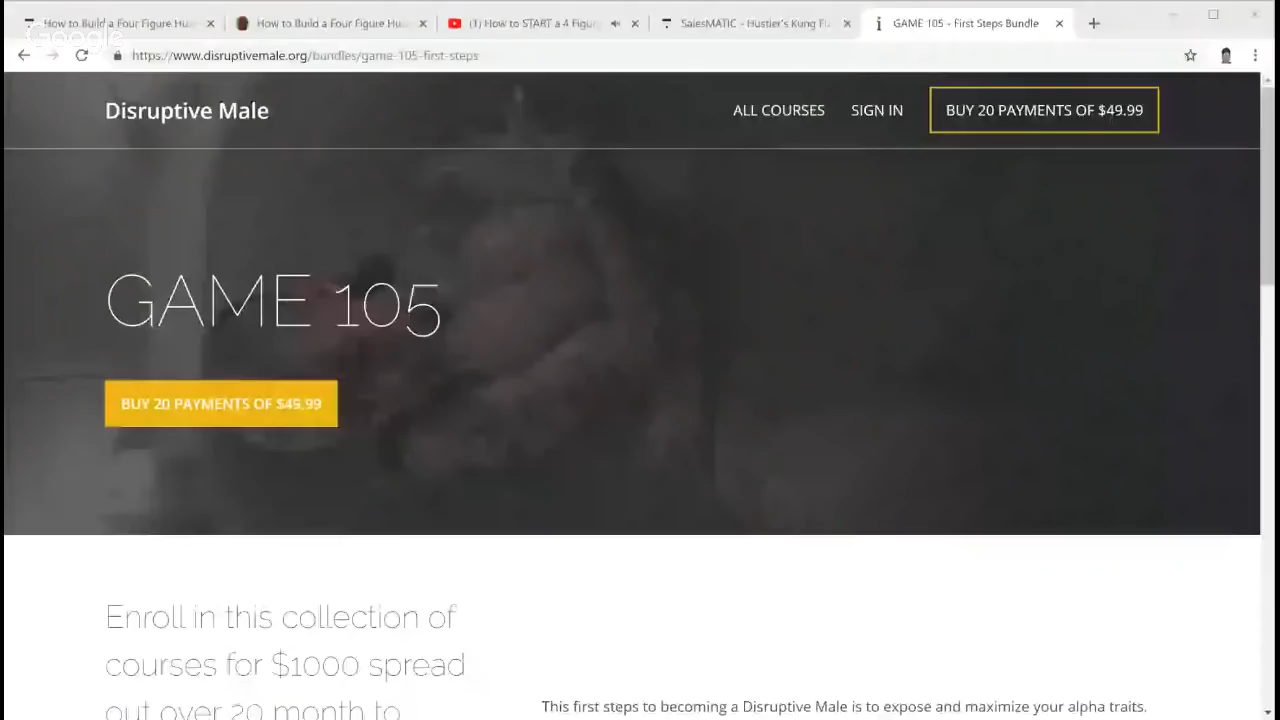 How to Build a Four Figure Hu
How to Build a Four Figure Hu
(1) How to START a 4 Figur
SalesMATIC - Hustler's Kung Fu
GAME 105 - First Steps Bundle
Google
https://www.disruptivemale.org/bundles/game-105-first-steps
Disruptive Male
ALL COURSES
SIGN IN
BUY 20 PAYMENTS OF $49.99
GAME 105
BUY 20 PAYMENTS OF $49.99
Enroll in this collection of
courses for $1000 spread
out over 20 month to
This first steps to becoming a Disruptive Male is to expose and maximize your alpha traits.